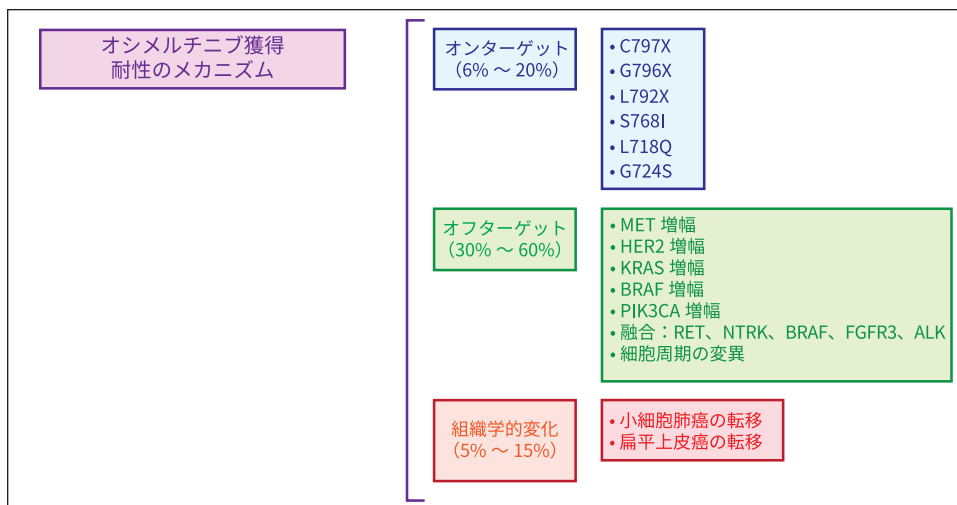 オシメルチニブ獲得
耐性のメカニズム
オンターゲット
（6% ～ 20%）
• C797X
• G796X
• L792X
• S768I
• L718Q
• G724S
オフターゲット
（30% ～ 60%）
• MET 増幅
• HER2 増幅
• KRAS 増幅
• BRAF 増幅
• PIK3CA 増幅
• 融合：RET、NTRK、BRAF、FGFR3、ALK
• 細胞周期の変異
組織学的変化
（5% ～ 15%）
• 小細胞肺癌の転移
• 扁平上皮癌の転移